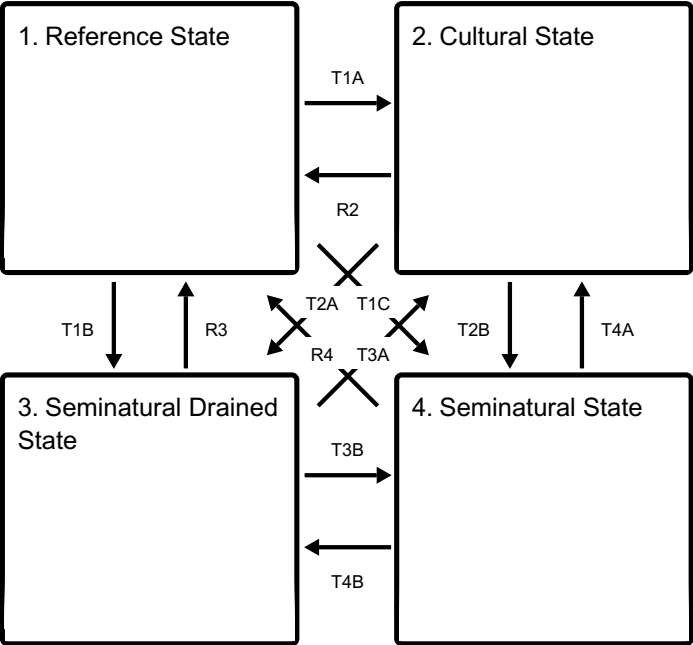 1. Reference State
2. Cultural State
T1A
R2
T2A
T1C
T1B
R3
T2B
T4A
R4
T3A
3. Seminatural Drained
State
4. Seminatural State
T3B
T4B